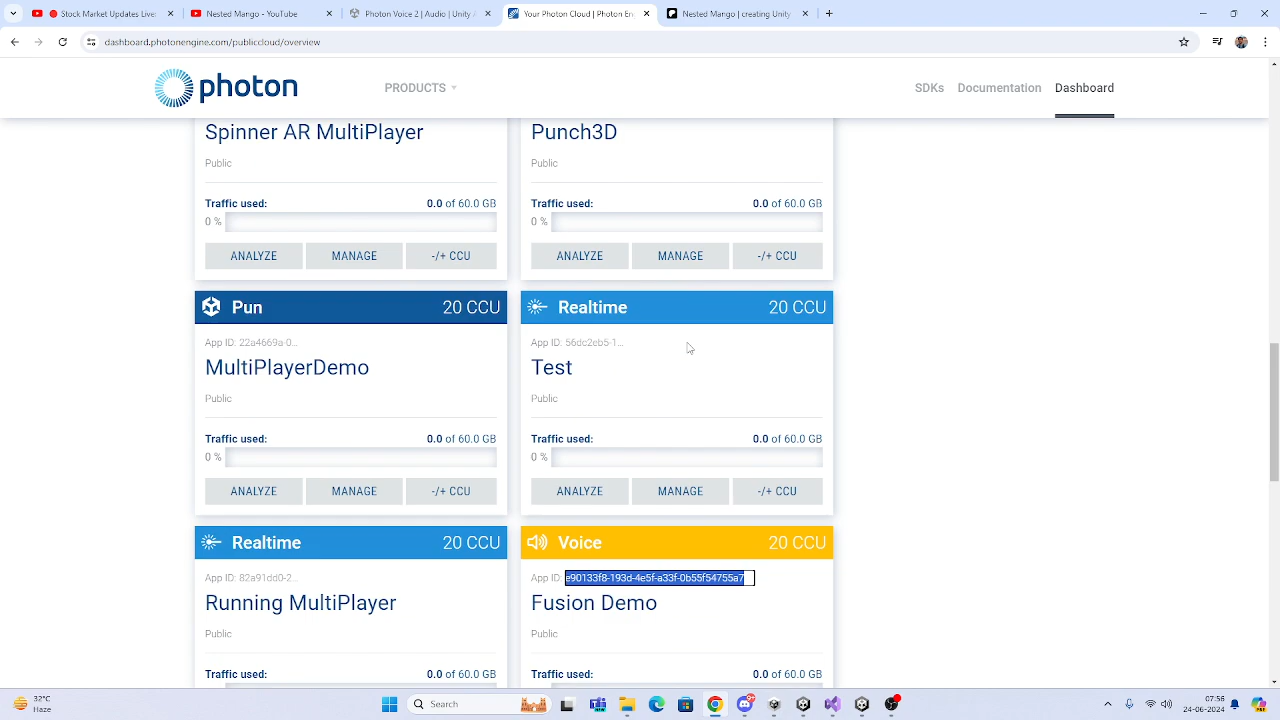 Stock Market Live Updates |
Photon Voice 2 | Audio | Unity
Your Photon Cloud | Photon Eng
Nester Mango | creating Unity T
dashboard.photonengine.com/publiccloud/overview
photon
PRODUCTS
SDKs
Documentation
Dashboard
Spinner AR MultiPlayer
Public
Traffic used: 0.0 of 60.0 GB
0 %
ANALYZE MANAGE -/+ CCU
Punch3D
Public
Traffic used: 0.0 of 60.0 GB
0 %
ANALYZE MANAGE -/+ CCU
Pun 20 CCU
App ID: 22a4669a-0...
MultiPlayerDemo
Public
Traffic used: 0.0 of 60.0 GB
0 %
ANALYZE MANAGE -/+ CCU
Realtime 20 CCU
App ID: 56dc2eb5-1...
Test
Public
Traffic used: 0.0 of 60.0 GB
0 %
ANALYZE MANAGE -/+ CCU
Realtime 20 CCU
App ID: 82a91dd0-2...
Running MultiPlayer
Public
Traffic used: 0.0 of 60.0 GB
Voice 20 CCU
App ID: e90133f8-193d-4e5f-a33f-0b55f54755a7
Fusion Demo
Public
Traffic used: 0.0 of 60.0 GB
32°C
Haze
Search
07:56
24-06-2024